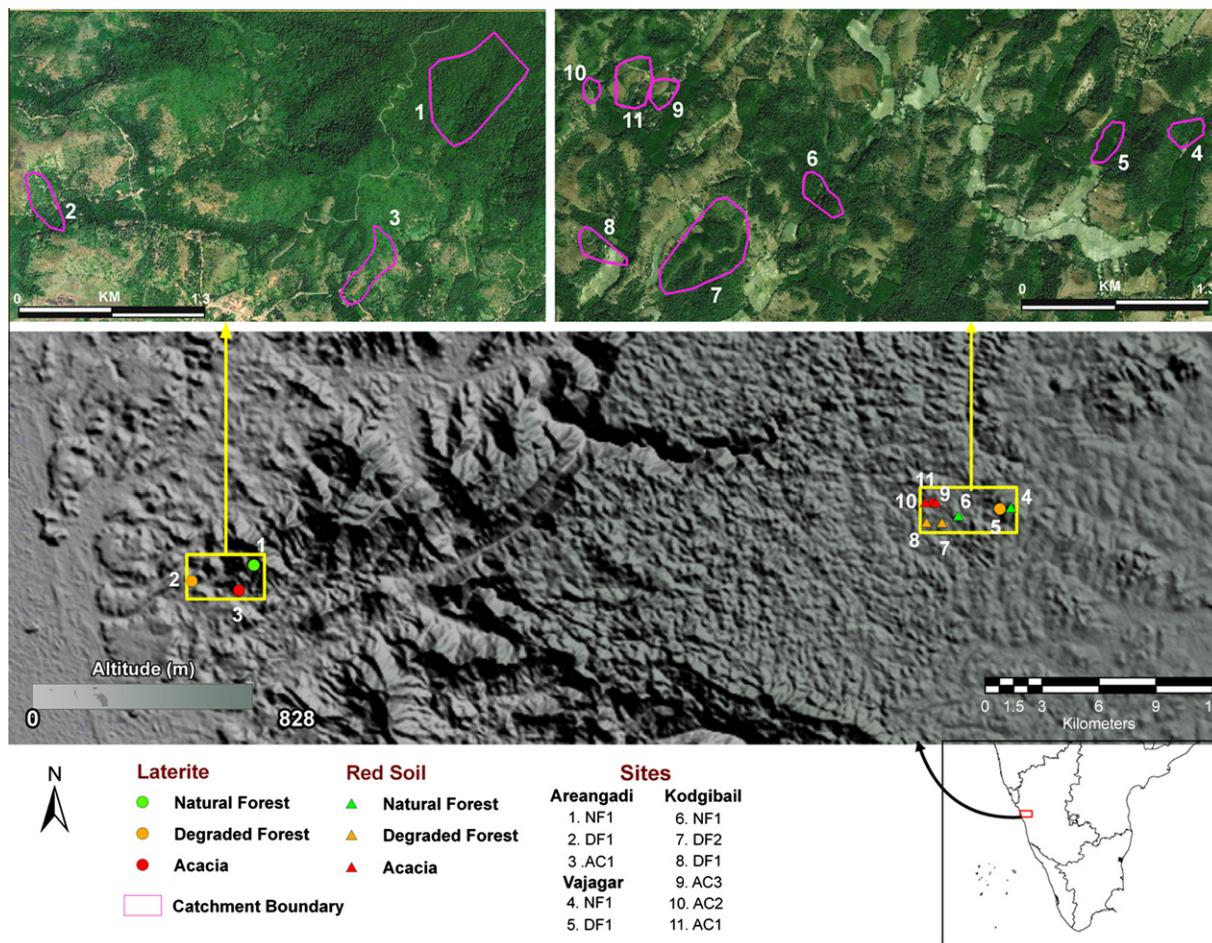 1
2
3
0 KM 1.3
10
11
9
6
5
4
8
7
0 KM 1.3
11
10 9 6 4
8 7 5
1
2
3
Altitude (m)
0 828
0 1.5 3 6 9 1
Kilometers
N
Laterite
Natural Forest
Degraded Forest
Acacia
Catchment Boundary
Red Soil
Natural Forest
Degraded Forest
Acacia
Sites
Areangadi
1. NF1
2. DF1
3 .AC1
Vajagar
4. NF1
5. DF1
Kodgibail
6. NF1
7. DF2
8. DF1
9. AC3
10. AC2
11. AC1